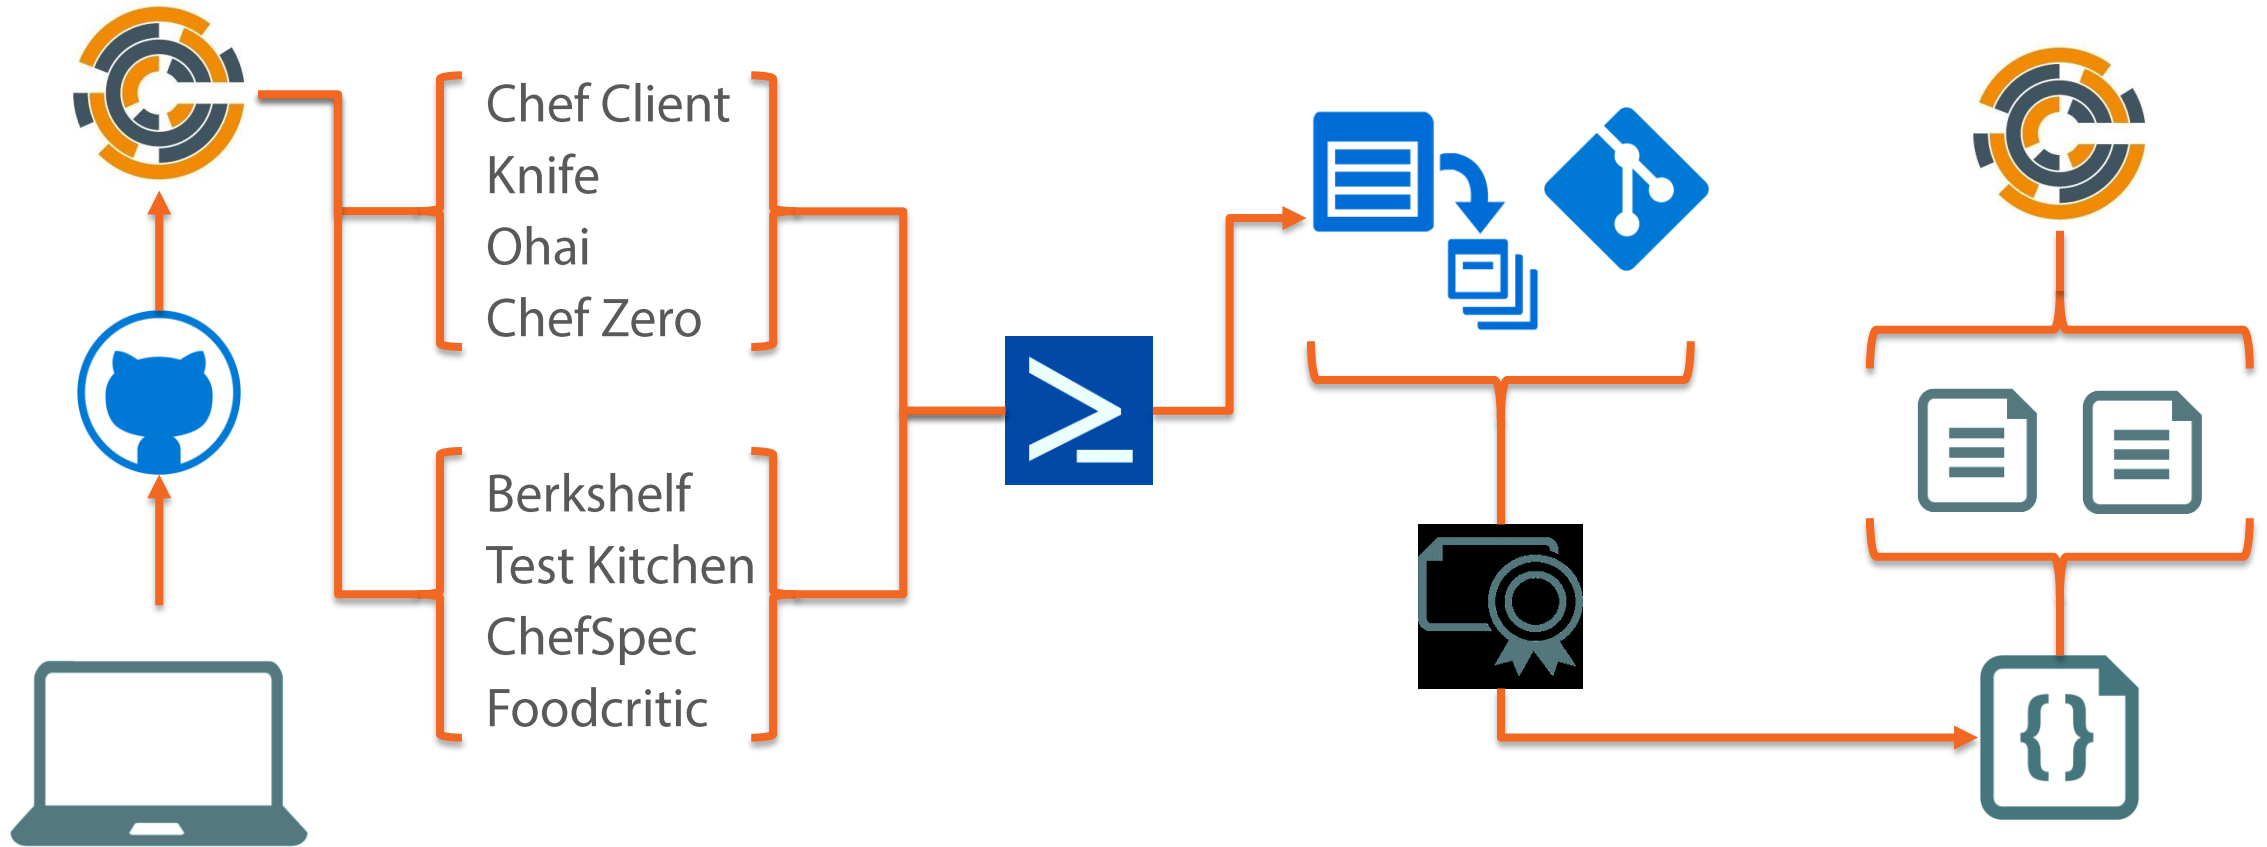 Chef Client
Knife
Ohai
Chef Zero
Berkshelf
Test Kitchen
ChefSpec
Foodcritic